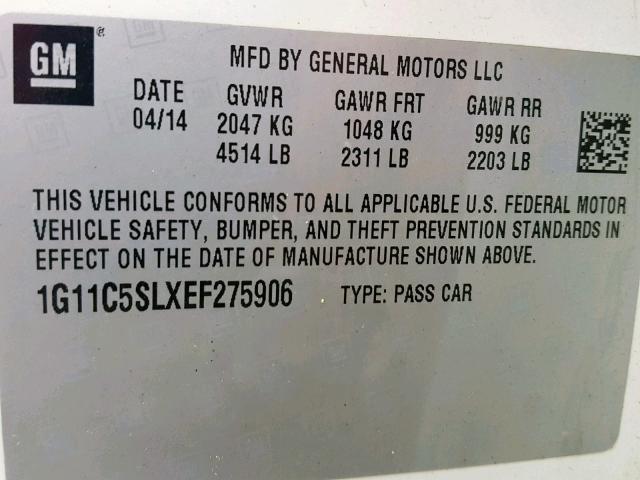 GM
MFD BY GENERAL MOTORS LLC
DATE GVWR GAWR FRT GAWR RR
04/14 2047 KG 1048 KG 999 KG
4514 LB 2311 LB 2203 LB
THIS VEHICLE CONFORMS TO ALL APPLICABLE U.S. FEDERAL MOTOR
VEHICLE SAFETY, BUMPER, AND THEFT PREVENTION STANDARDS IN
EFFECT ON THE DATE OF MANUFACTURE SHOWN ABOVE.
1G11C5SLXEF275906 TYPE: PASS CAR